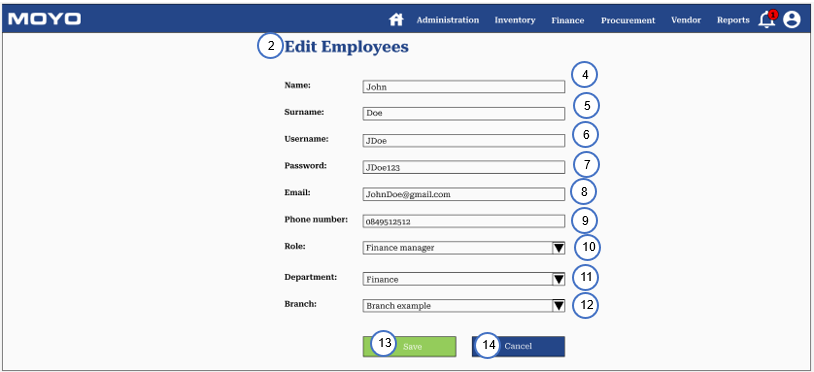 MOYO Administration Inventory Finance Procurement Vendor Reports 1
2 Edit Employees
4
Name: John
5
Surname: Doe
Username: JDoe 6
Password: JDoe123 7
Email: JohnDoe@gmail.com 8
Phone number: 0849512512 9
Role: Finance manager 10
Department: Finance 11
Branch: Branch example 12
13 Save 14 Cancel